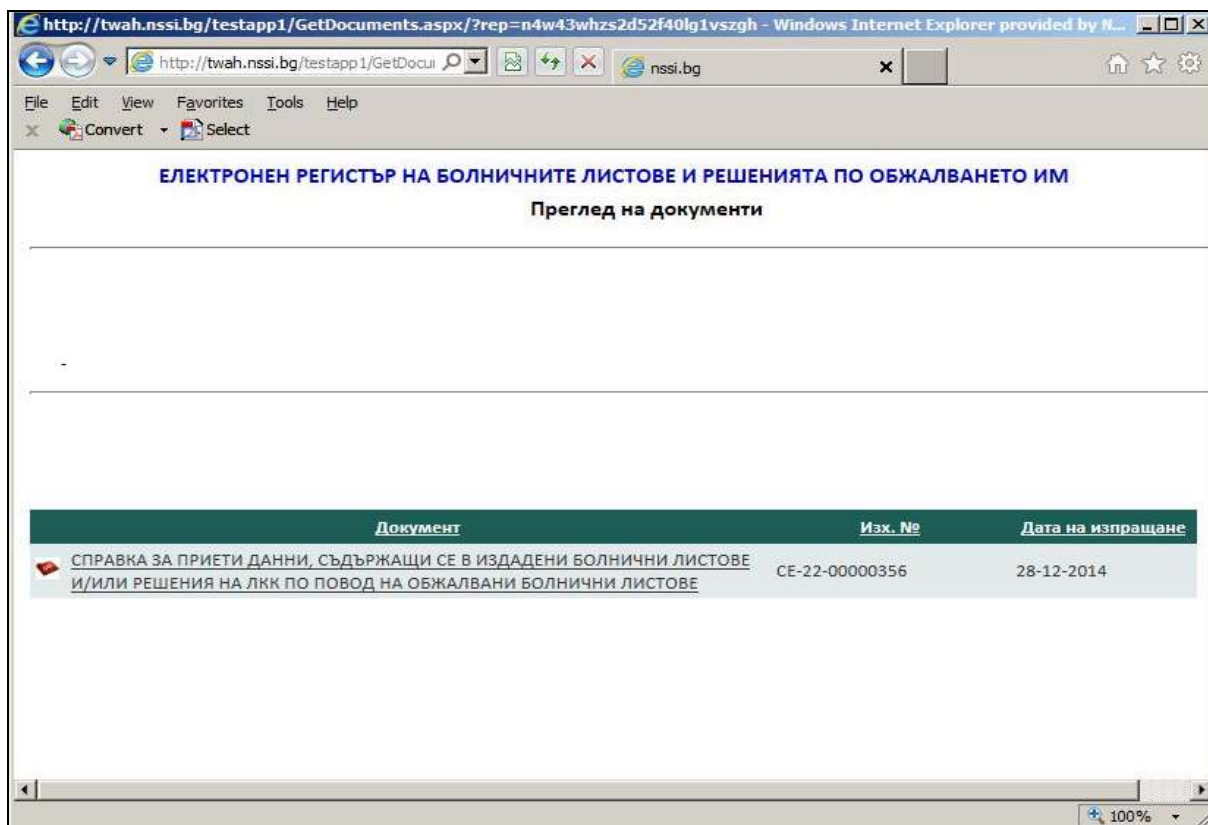 http://twah.nssi.bg/testapp1/GetDocuments.aspx/?rep=n4w43whzs2d52f40lg1vszgh - Windows Internet Explorer provided by N...
http://twah.nssi.bg/testapp1/GetDocu
nssi.bg
File Edit View Favorites Tools Help
Convert Select
ЕЛЕКТРОНЕН РЕГИСТЪР НА БОЛНИЧНИТЕ ЛИСТОВЕ И РЕШЕНИЯТА ПО ОБЖАЛВАНЕТО ИМ
Преглед на документи
-
Документ Изх. № Дата на изпращане
СПРАВКА ЗА ПРИЕТИ ДАННИ, СЪДЪРЖАЩИ СЕ В ИЗДАДЕНИ БОЛНИЧНИ ЛИСТОВЕ
И/ИЛИ РЕШЕНИЯ НА ЛКК ПО ПОВОД НА ОБЖАЛВАНИ БОЛНИЧНИ ЛИСТОВЕ
СЕ-22-00000356 28-12-2014
100%